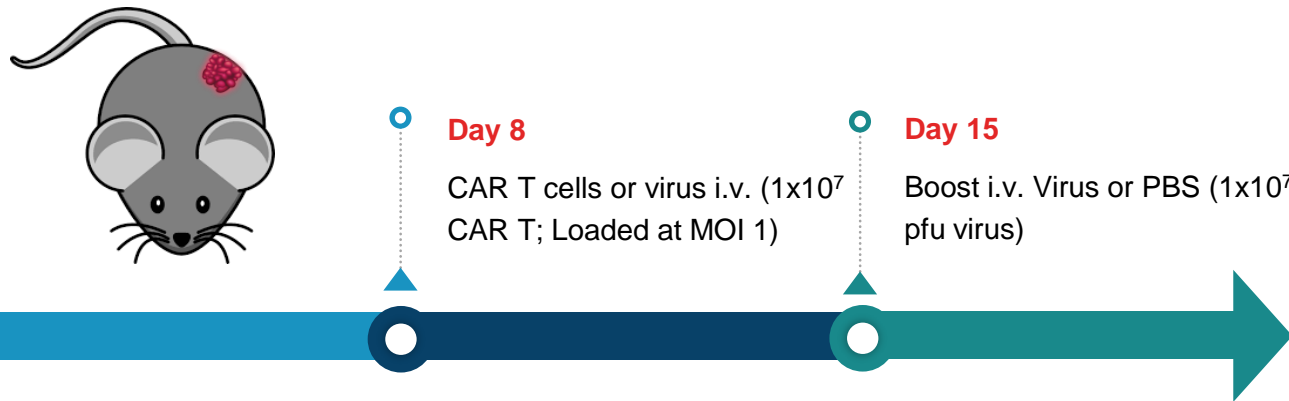 Day 8
CAR T cells or virus i.v. (1x10⁷
CAR T; Loaded at MOI 1)
Day 15
Boost i.v. Virus or PBS (1x10⁷
pfu virus)